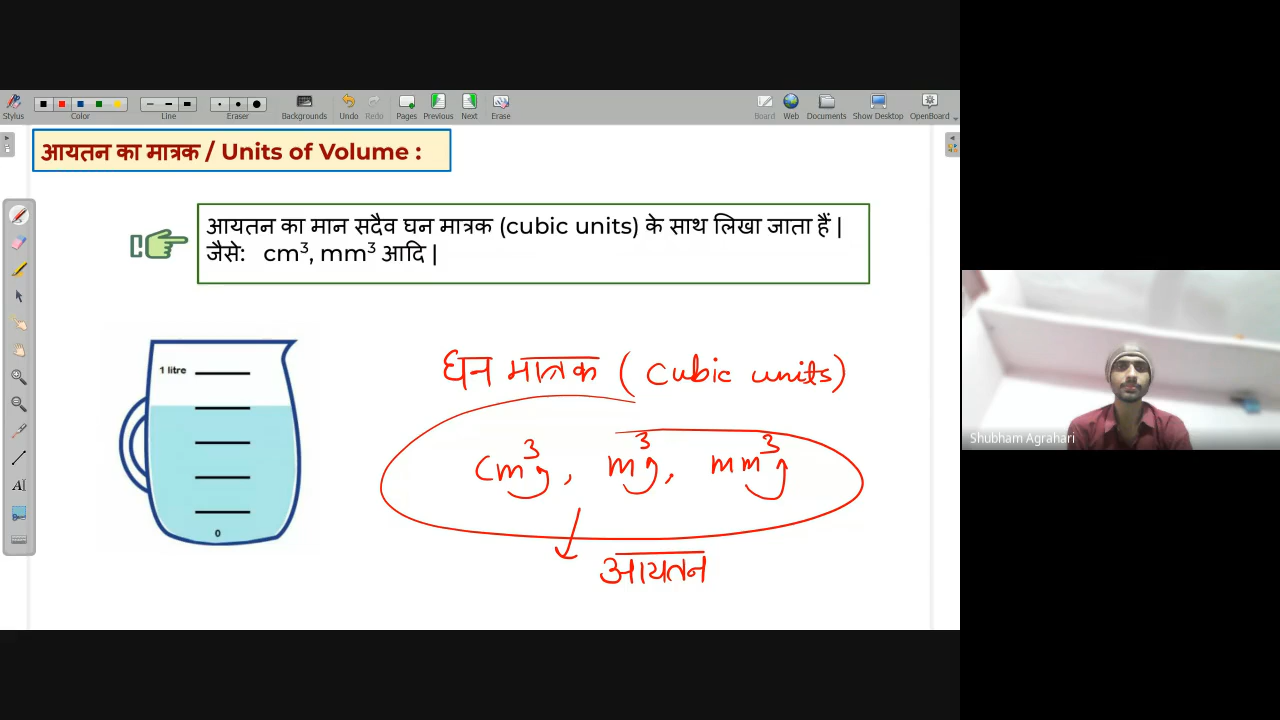 Stylus Color Line Eraser Backgrounds Undo Redo Pages Previous Next Erase Board Web Documents Show Desktop OpenBoard
आयतन का मात्रक / Units of Volume :
आयतन का मान सदैव घन मात्रक (cubic units) के साथ लिखा जाता हैं |
जैसे: cm³, mm³ आदि |
1 litre
0
घन मात्रक ( cubic units)
cm³, m³, mm³
आयतन
Shubham Agrahari